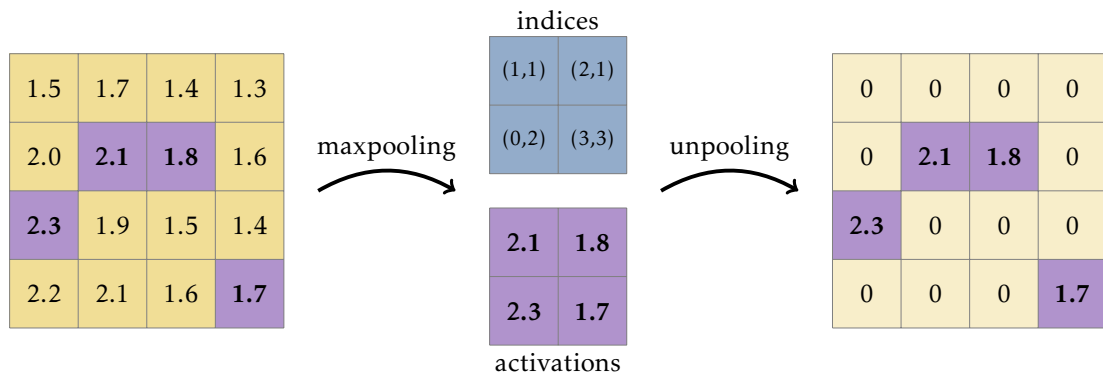 indices
(1,1) (2,1)
(0,2) (3,3)
1.5 1.7 1.4 1.3
2.0 2.1 1.8 1.6
2.3 1.9 1.5 1.4
2.2 2.1 1.6 1.7
maxpooling
2.1 1.8
2.3 1.7
activations
unpooling
0 0 0 0
0 2.1 1.8 0
2.3 0 0 0
0 0 0 1.7